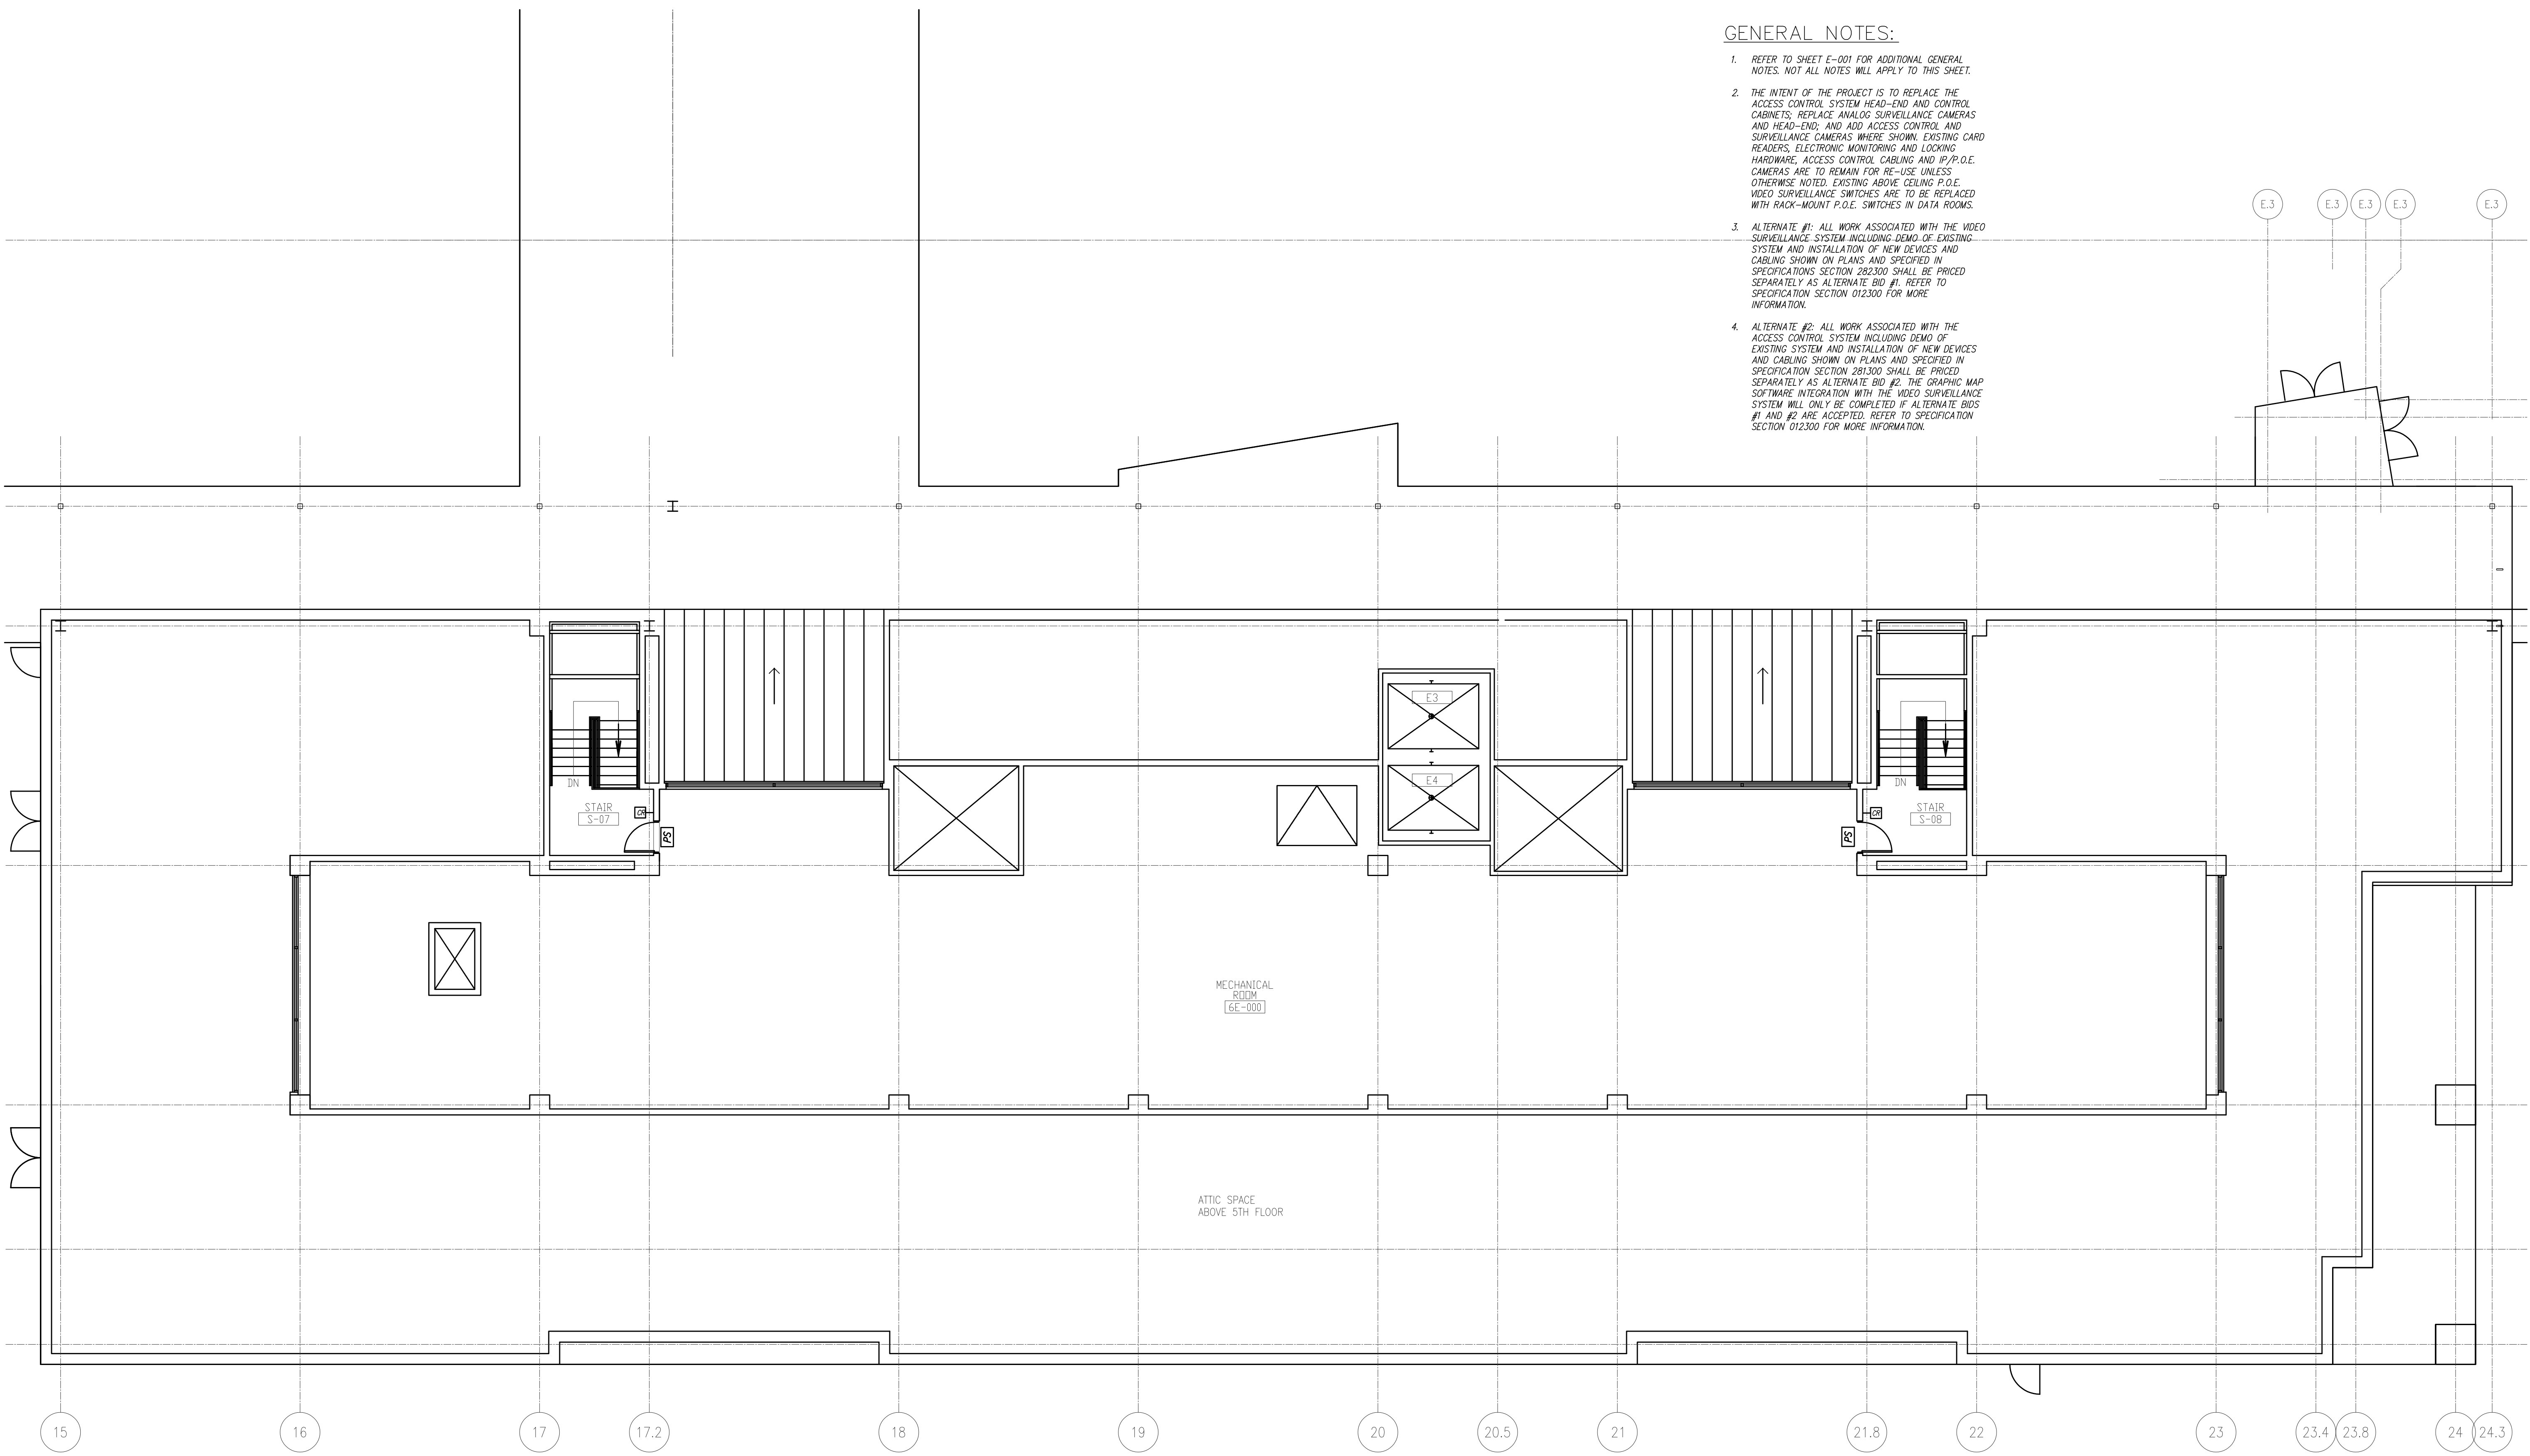 GENERAL NOTES:
1. REFER TO SHEET E-001 FOR ADDITIONAL GENERAL
NOTES. NOT ALL NOTES WILL APPLY TO THIS SHEET.
2. THE INTENT OF THE PROJECT IS TO REPLACE THE
ACCESS CONTROL SYSTEM HEAD-END AND CONTROL
CABINETS; REPLACE ANALOG SURVEILLANCE CAMERAS
AND HEAD-END; AND ADD ACCESS CONTROL AND
SURVEILLANCE CAMERAS WHERE SHOWN. EXISTING CARD
READERS, ELECTRONIC MONITORING AND LOCKING
HARDWARE, ACCESS CONTROL CABLING AND IP/P.O.E.
CAMERAS ARE TO REMAIN FOR RE-USE UNLESS
OTHERWISE NOTED. EXISTING ABOVE CEILING P.O.E.
VIDEO SURVEILLANCE SWITCHES ARE TO BE REPLACED
WITH RACK-MOUNT P.O.E. SWITCHES IN DATA ROOMS.
3. ALTERNATE #1: ALL WORK ASSOCIATED WITH THE VIDEO
SURVEILLANCE SYSTEM INCLUDING DEMO OF EXISTING
SYSTEM AND INSTALLATION OF NEW DEVICES AND
CABLING SHOWN ON PLANS AND SPECIFIED IN
SPECIFICATIONS SECTION 282300 SHALL BE PRICED
SEPARATELY AS ALTERNATE BID #1. REFER TO
SPECIFICATION SECTION 012300 FOR MORE
INFORMATION.
4. ALTERNATE #2: ALL WORK ASSOCIATED WITH THE
ACCESS CONTROL SYSTEM INCLUDING DEMO OF
EXISTING SYSTEM AND INSTALLATION OF NEW DEVICES
AND CABLING SHOWN ON PLANS AND SPECIFIED IN
SPECIFICATION SECTION 281300 SHALL BE PRICED
SEPARATELY AS ALTERNATE BID #2. THE GRAPHIC MAP
SOFTWARE INTEGRATION WITH THE VIDEO SURVEILLANCE
SYSTEM WILL ONLY BE COMPLETED IF ALTERNATE BIDS
#1 AND #2 ARE ACCEPTED. REFER TO SPECIFICATION
SECTION 012300 FOR MORE INFORMATION.
E.3 E.3 E.3 E.3 E.3
E3
E4
DN
STAIR
S-07
CR
PS
DN
STAIR
S-08
CR
PS
MECHANICAL
ROOM
6E-000
ATTIC SPACE
ABOVE 5TH FLOOR
15 16 17 17.2 18 19 20 20.5 21 21.8 22 23 23.4 23.8 24 24.3